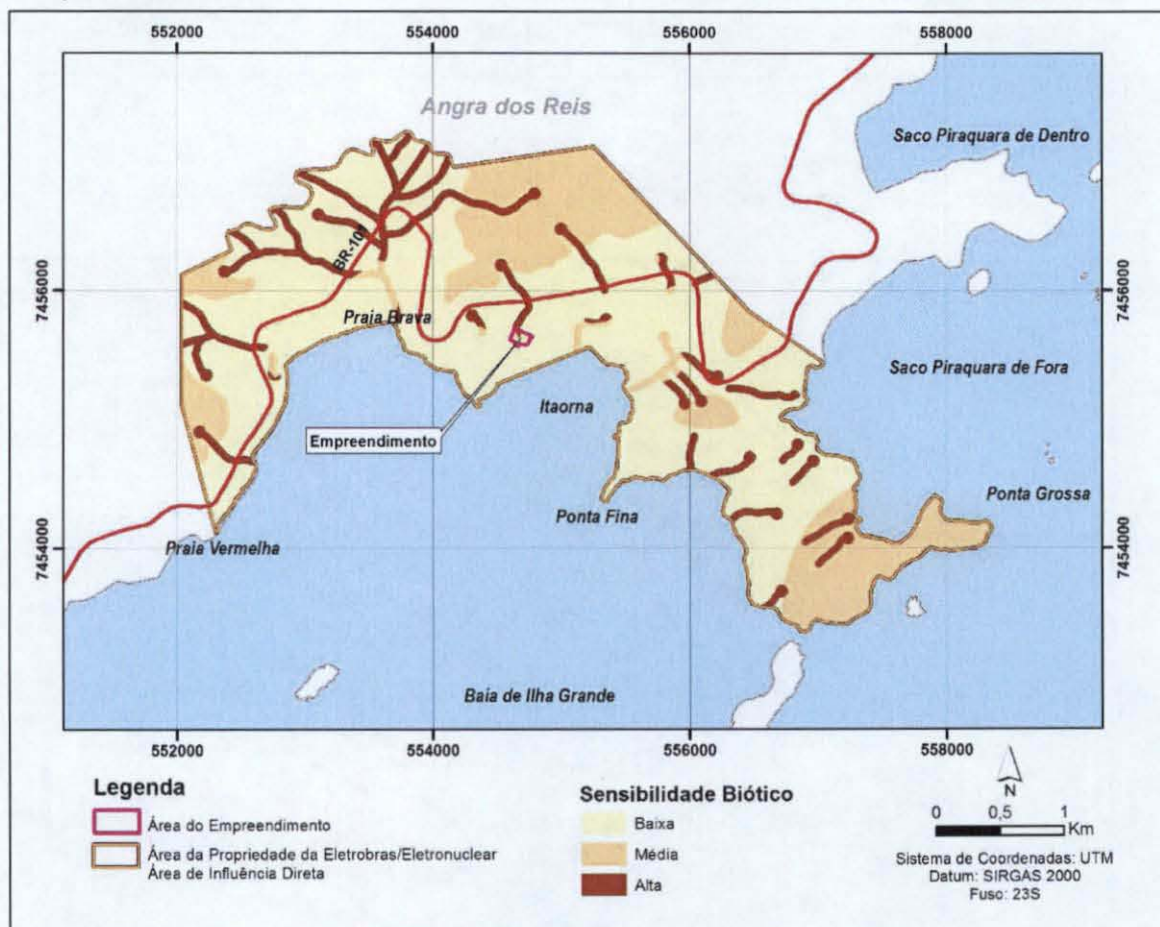 552000 554000 556000 558000
Angra dos Reis
Saco Piraquara de Dentro
BR-101
7456000 7456000
Praia Brava
Saco Piraquara de Fora
Itaorna
Empreendimento
Ponta Grossa
Ponta Fina
7454000 7454000
Praia Vermelha
Baía de Ilha Grande
552000 554000 556000 558000
Legenda
Área do Empreendimento
Área da Propriedade da Eletrobras/Eletronuclear
Área de Influência Direta
Sensibilidade Biótico
Baixa
Média
Alta
N
0 0,5 1
Km
Sistema de Coordenadas: UTM
Datum: SIRGAS 2000
Fuso: 23S